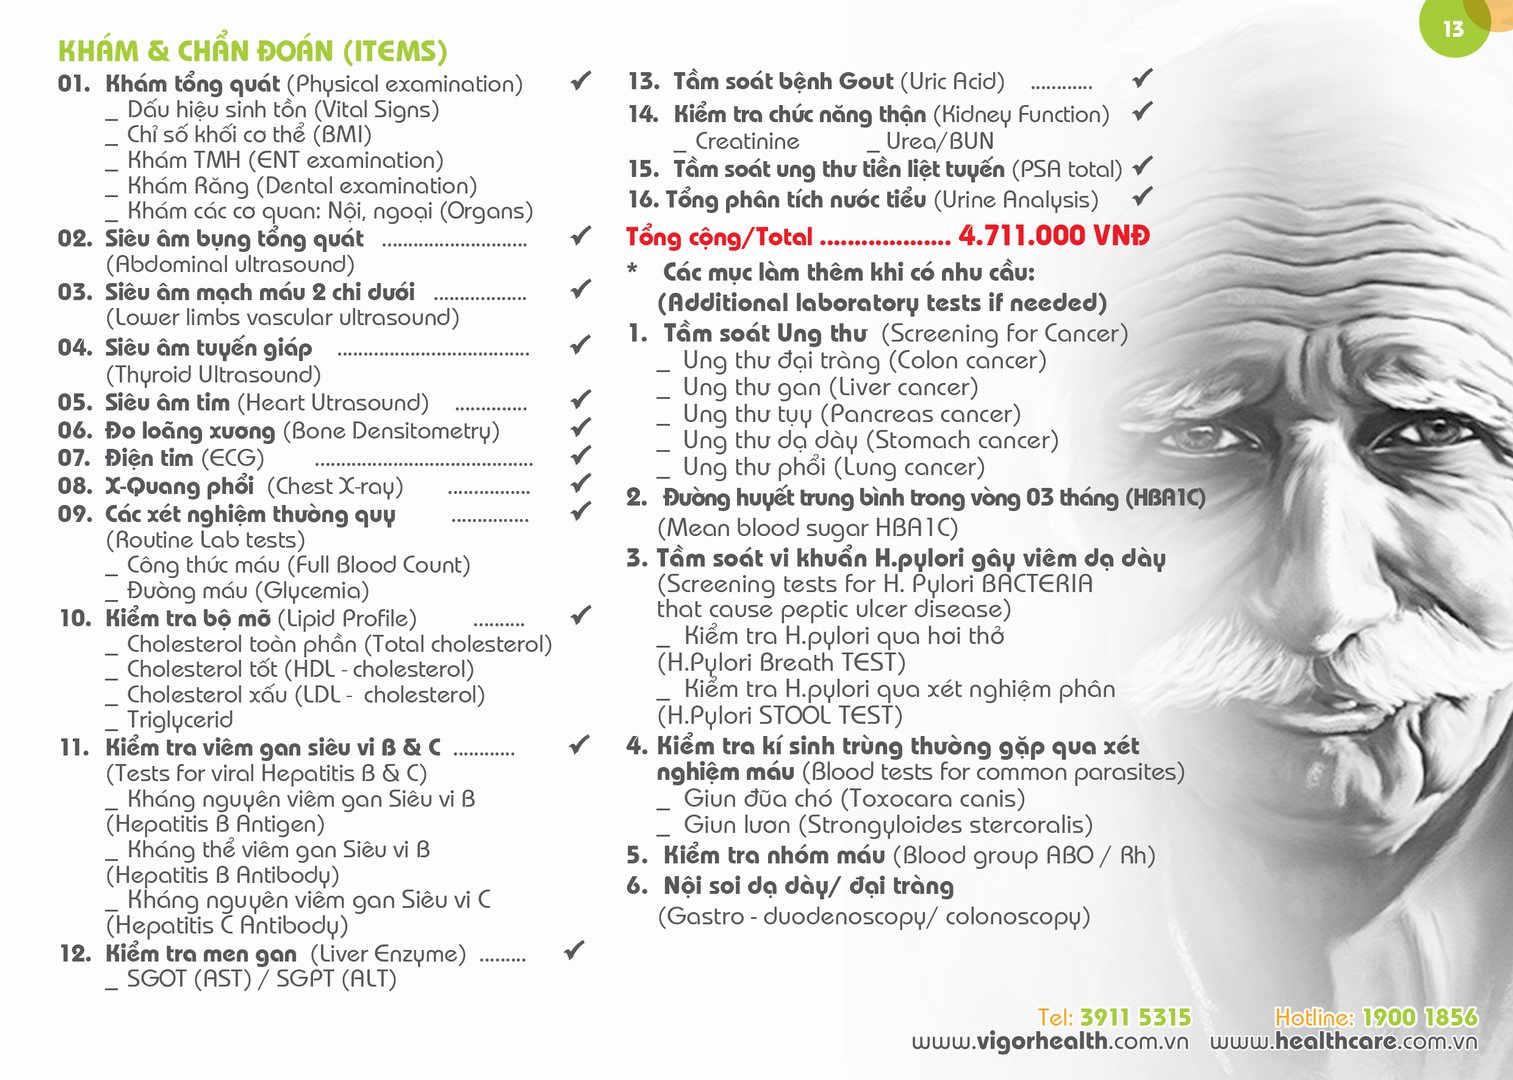 13
KHÁM & CHẨN ĐOÁN (ITEMS)
01. Khám tổng quát (Physical examination) ✓
_ Dấu hiệu sinh tồn (Vital Signs)
_ Chỉ số khối cơ thể (BMI)
_ Khám TMH (ENT examination)
_ Khám Răng (Dental examination)
_ Khám các cơ quan: Nội, ngoại (Organs)
02. Siêu âm bụng tổng quát ............................ ✓
(Abdominal ultrasound)
03. Siêu âm mạch máu 2 chi dưới .................. ✓
(Lower limbs vascular ultrasound)
04. Siêu âm tuyến giáp ..................................... ✓
(Thyroid Ultrasound)
05. Siêu âm tim (Heart Utrasound) .............. ✓
06. Đo loãng xương (Bone Densitometry) ✓
07. Điện tim (ECG) .......................................... ✓
08. X-Quang phổi (Chest X-ray) ................ ✓
09. Các xét nghiệm thường quy ............... ✓
(Routine Lab tests)
_ Công thức máu (Full Blood Count)
_ Đường máu (Glycemia)
10. Kiểm tra bộ mỡ (Lipid Profile) .......... ✓
_ Cholesterol toàn phần (Total cholesterol)
_ Cholesterol tốt (HDL - cholesterol)
_ Cholesterol xấu (LDL - cholesterol)
_ Triglycerid
11. Kiểm tra viêm gan siêu vi B & C ............ ✓
(Tests for viral Hepatitis B & C)
_ Kháng nguyên viêm gan Siêu vi B
(Hepatitis B Antigen)
_ Kháng thể viêm gan Siêu vi B
(Hepatitis B Antibody)
_ Kháng nguyên viêm gan Siêu vi C
(Hepatitis C Antibody)
12. Kiểm tra men gan (Liver Enzyme) ......... ✓
_ SGOT (AST) / SGPT (ALT)
13. Tầm soát bệnh Gout (Uric Acid) ............ ✓
14. Kiểm tra chức năng thận (Kidney Function) ✓
_ Creatinine _ Urea/BUN
15. Tầm soát ung thư tiền liệt tuyến (PSA total) ✓
16. Tổng phân tích nước tiểu (Urine Analysis) ✓
Tổng cộng/Total ................... 4.711.000 VNĐ
* Các mục làm thêm khi có nhu cầu:
(Additional laboratory tests if needed)
1. Tầm soát Ung thư (Screening for Cancer)
_ Ung thư đại tràng (Colon cancer)
_ Ung thư gan (Liver cancer)
_ Ung thư tụy (Pancreas cancer)
_ Ung thư dạ dày (Stomach cancer)
_ Ung thư phổi (Lung cancer)
2. Đường huyết trung bình trong vòng 03 tháng (HBA1C)
(Mean blood sugar HBA1C)
3. Tầm soát vi khuẩn H.pylori gây viêm dạ dày
(Screening tests for H. Pylori BACTERIA
that cause peptic ulcer disease)
_ Kiểm tra H.pylori qua hơi thở
(H.Pylori Breath TEST)
_ Kiểm tra H.pylori qua xét nghiệm phân
(H.Pylori STOOL TEST)
4. Kiểm tra kí sinh trùng thường gặp qua xét
nghiệm máu (Blood tests for common parasites)
_ Giun đũa chó (Toxocara canis)
_ Giun lươn (Strongyloides stercoralis)
5. Kiểm tra nhóm máu (Blood group ABO / Rh)
6. Nội soi dạ dày/ đại tràng
(Gastro - duodenoscopy/ colonoscopy)
Tel: 3911 5315 Hotline: 1900 1856
www.vigorhealth.com.vn www.healthcare.com.vn